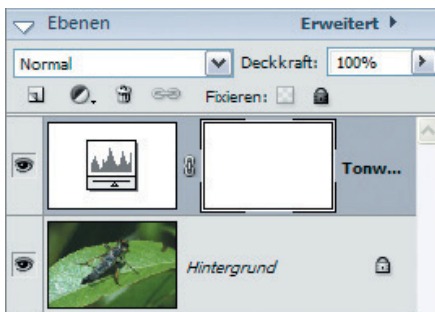 Ebenen Erweitert
Normal Deckkraft: 100%
Fixieren:
Tonw...
Hintergrund